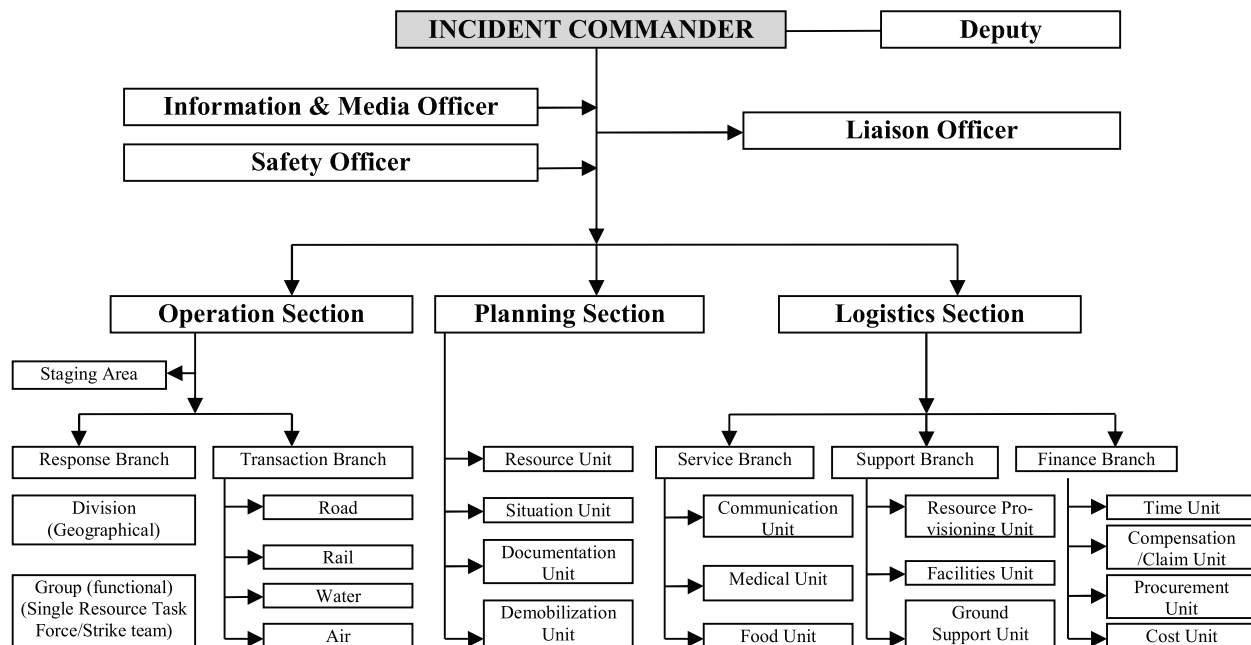 INCIDENT COMMANDER
Deputy
Information & Media Officer
Liaison Officer
Safety Officer
Operation Section
Planning Section
Logistics Section
Staging Area
Response Branch
Transaction Branch
Resource Unit
Service Branch
Support Branch
Finance Branch
Division
(Geographical)
Group (functional)
(Single Resource Task
Force/Strike team)
Road
Rail
Water
Air
Situation Unit
Documentation
Unit
Demobilization
Unit
Communication
Unit
Medical Unit
Food Unit
Resource Pro-
visioning Unit
Facilities Unit
Ground
Support Unit
Time Unit
Compensation
/Claim Unit
Procurement
Unit
Cost Unit